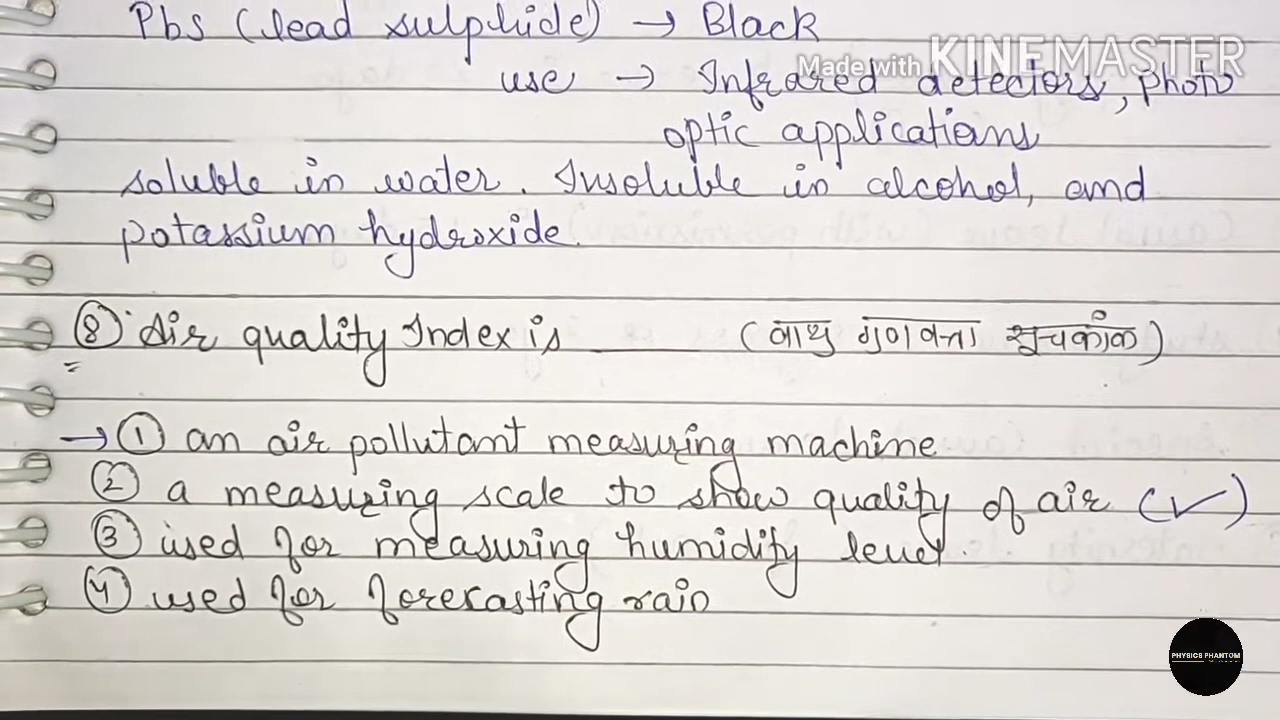 Pbs (lead sulphide) → Black
Made with KINEMASTER
use → Infrared detectors, photo
optic applications
soluble in water. Insoluble in alcohol, and
potassium hydroxide.
⑧ Air quality Index is ______ (वायु गुणवत्ता सूचकांक)
→ ① an air pollutant measuring machine
② a measuring scale to show quality of air (✓)
③ used for measuring humidity level.
④ used for forecasting rain
PHYSICS PHANTOM